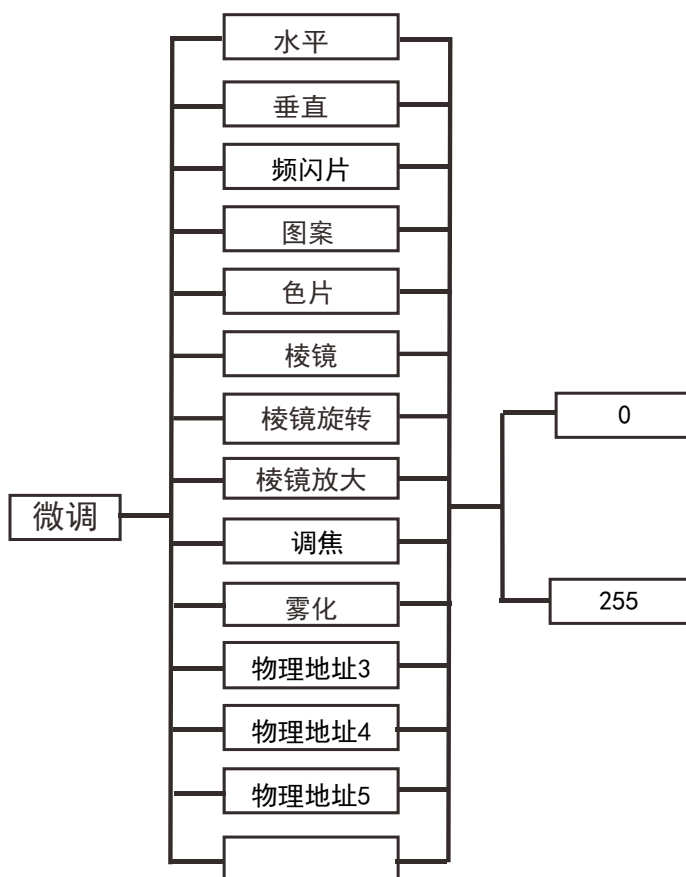 水平
垂直
频闪片
图案
色片
棱镜
棱镜旋转
0
棱镜放大
微调
调焦
255
雾化
物理地址3
物理地址4
物理地址5